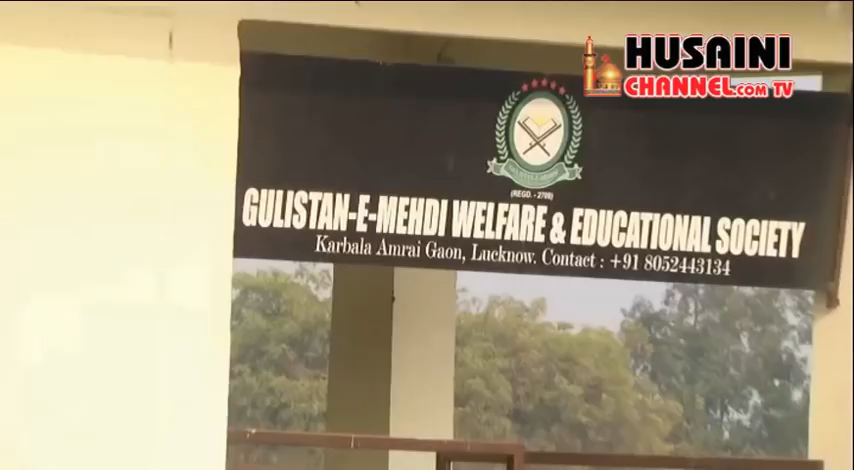 HUSAINI
CHANNEL.COM TV
(REGD. - 2709)
GULISTAN-E-MEHDI WELFARE & EDUCATIONAL SOCIETY
Karbala Amrai Gaon, Lucknow. Contact : +91 8052443134